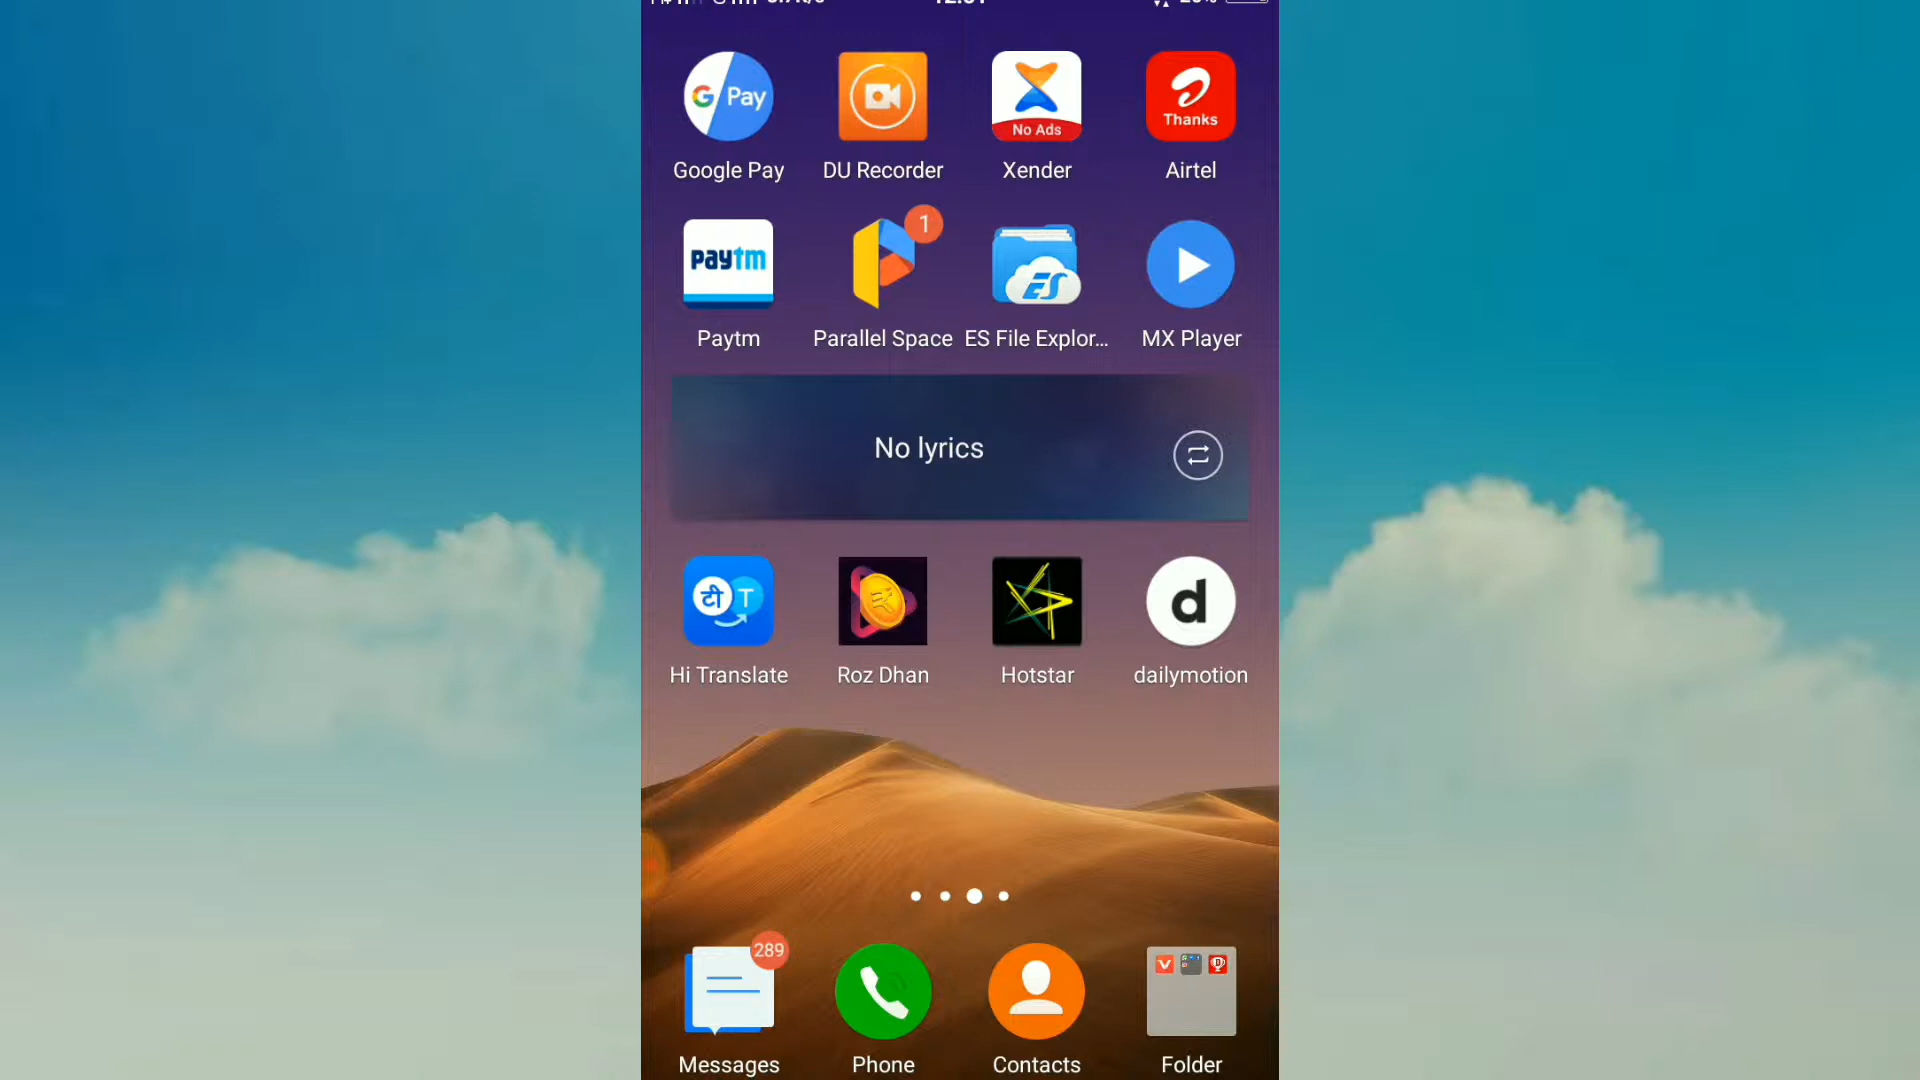 G Pay
No Ads
Thanks
Google Pay DU Recorder Xender Airtel
1
paytm
ES
Paytm Parallel Space ES File Explor... MX Player
No lyrics
टी T
d
Hi Translate Roz Dhan Hotstar dailymotion
289
Messages Phone Contacts Folder